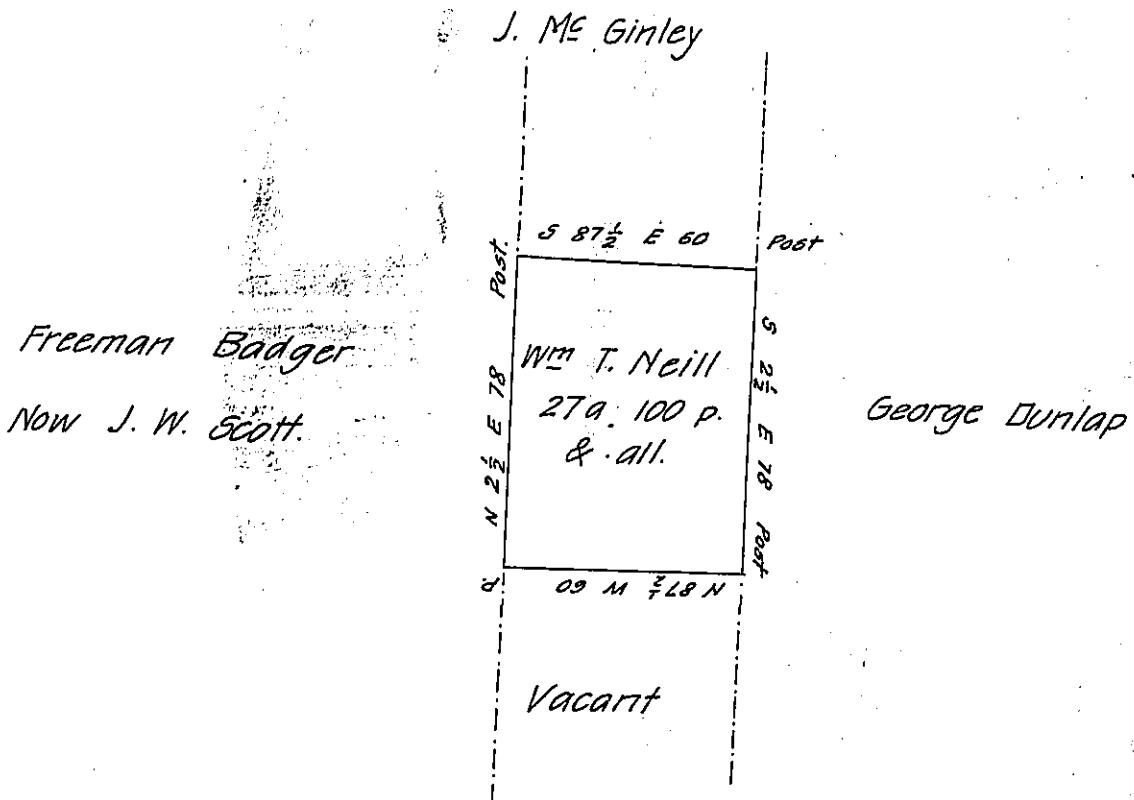 J. Mc Ginley
S 87½ E 60
Post
Post.
Freeman Badger
Now J. W. Scott.
N 2½ E 78
Wm T. Neill
27a. 100 p.
& all.
S 2½ E 78 Post
George Dunlap
N 87½ W 60
P.
Vacant